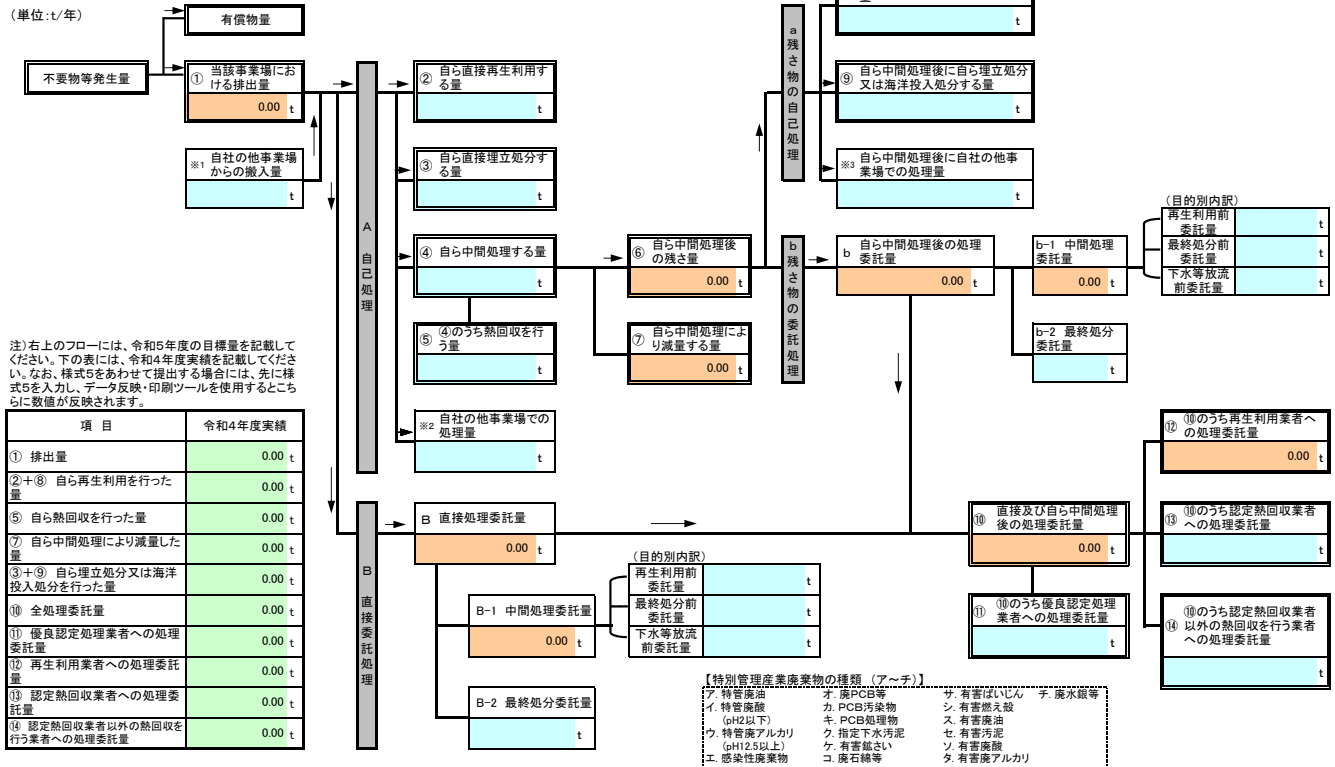 （単位:t/年）
有償物量
不要物等発生量
① 当該事業場にお
ける排出量
0.00 t
※1 自社の他事業場
からの搬入量
t
A 自己処理
② 自ら直接再生利用す
る量
t
③ 自ら直接埋立処分す
る量
t
④ 自ら中間処理する量
t
⑤ ④のうち熱回収を行
う量
t
※2 自社の他事業場での
処理量
t
⑥ 自ら中間処理後
の残さ量
0.00 t
⑦ 自ら中間処理によ
り減量する量
0.00 t
a 残さ物の自己処理
t
⑨ 自ら中間処理後に自ら埋立処分
又は海洋投入処分する量
t
※3 自ら中間処理後に自社の他事
業場での処理量
t
b 残さ物の委託処理
b 自ら中間処理後の処理
委託量
0.00 t
b-1 中間処理
委託量
0.00 t
（目的別内訳）
再生利用前
委託量
t
最終処分前
委託量
t
下水等放流
前委託量
t
b-2 最終処分
委託量
t
注）右上のフローには、令和5年度の目標量を記載して
ください。下の表には、令和4年度実績を記載してくださ
い。なお、様式5をあわせて提出する場合には、先に様
式5を入力し、データ反映・印刷ツールを使用するとこち
らに数値が反映されます。
項 目 令和4年度実績
① 排出量 0.00 t
②+⑧ 自ら再生利用を行った
量 0.00 t
⑤ 自ら熱回収を行った量 0.00 t
⑦ 自ら中間処理により減量した
量 0.00 t
③+⑨ 自ら埋立処分又は海洋
投入処分を行った量 0.00 t
⑩ 全処理委託量 0.00 t
⑪ 優良認定処理業者への処理
委託量 0.00 t
⑫ 再生利用業者への処理委託
量 0.00 t
⑬ 認定熱回収業者への処理委
託量 0.00 t
⑭ 認定熱回収業者以外の熱回収を
行う業者への処理委託量 0.00 t
B 直接委託処理
B 直接処理委託量
0.00 t
B-1 中間処理委託量
0.00 t
（目的別内訳）
再生利用前
委託量
t
最終処分前
委託量
t
下水等放流
前委託量
t
B-2 最終処分委託量
t
⑩ 直接及び自ら中間処理
後の処理委託量
0.00 t
⑪ ⑩のうち優良認定処理
業者への処理委託量
t
⑫ ⑩のうち再生利用業者へ
の処理委託量
0.00 t
⑬ ⑩のうち認定熱回収業者
への処理委託量
t
⑭ ⑩のうち認定熱回収業者
以外の熱回収を行う業者
への処理委託量
t
【特別管理産業廃棄物の種類 （ア～チ）】
ア. 特管廃油 オ. 廃PCB等 サ. 有害ばいじん チ. 廃水銀等
イ. 特管廃酸 カ. PCB汚染物 シ. 有害燃え殻
（pH2以下） キ. PCB処理物 ス. 有害廃油
ウ. 特管廃アルカリ ク. 指定下水汚泥 セ. 有害汚泥
（pH12.5以上） ケ. 有害鉱さい ソ. 有害廃酸
エ. 感染性廃棄物 コ. 廃石綿等 タ. 有害廃アルカリ